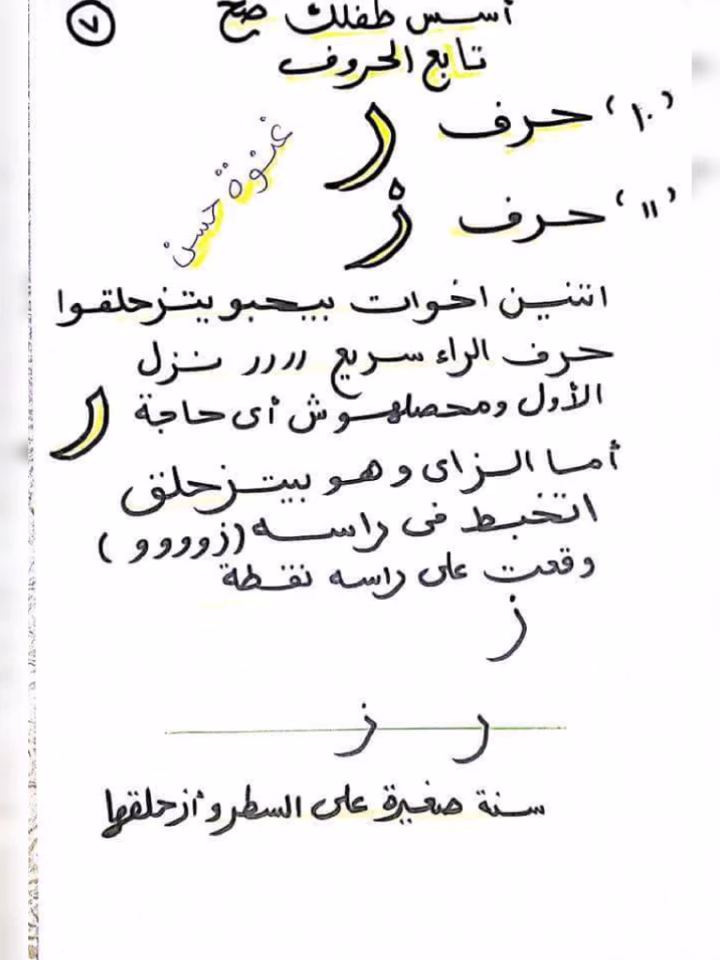 ٧
أسس طفلك صح
تابع الحروف
"١٠" حرف ر
"١١" حرف ز
غنوة حسن
اتنين اخوات بيحبو يتزحلقوا
حرف الراء سريع رررر نزل
الأول ومحصلهوش أى حاجة ر
أما الزاى وهو بيتزحلق
اتخبط فى راسه (زوووو)
وقعت على راسه نقطة
ز
ر ز
سنة صغيرة على السطر وأزحلقها